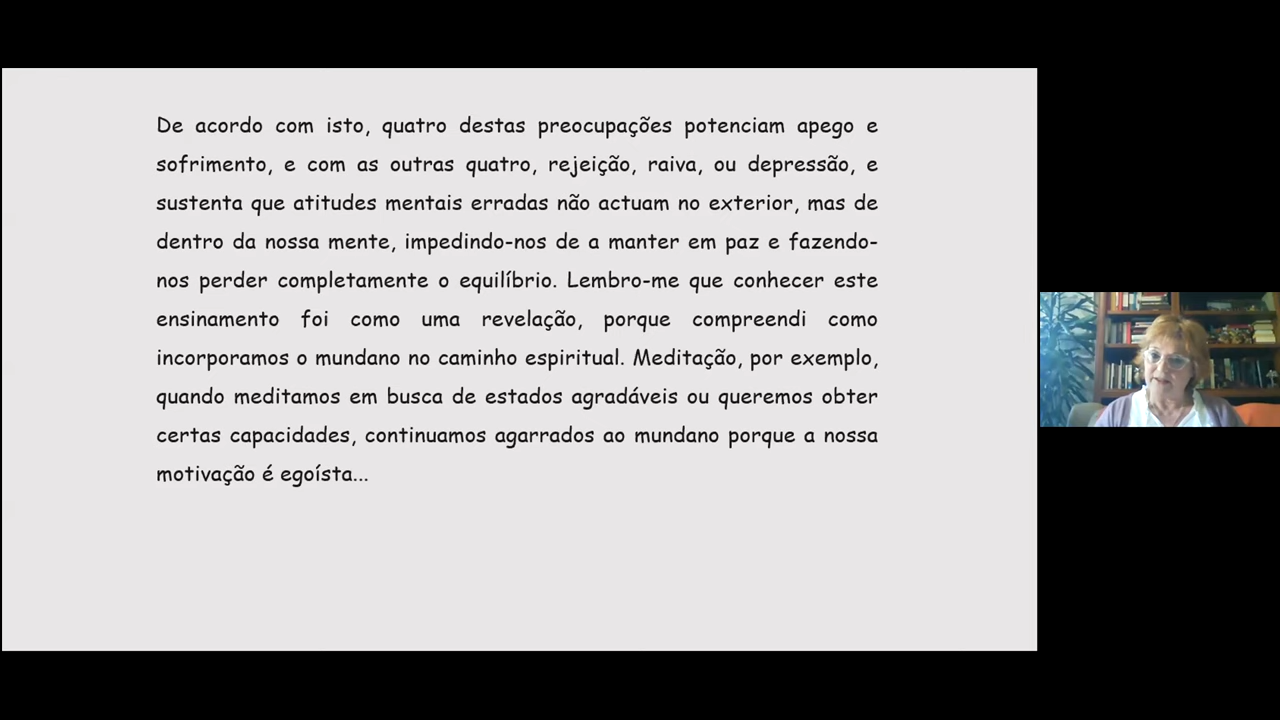 De acordo com isto, quatro destas preocupações potenciam apego e
sofrimento, e com as outras quatro, rejeição, raiva, ou depressão, e
sustenta que atitudes mentais erradas não actuam no exterior, mas de
dentro da nossa mente, impedindo-nos de a manter em paz e fazendo-
nos perder completamente o equilíbrio. Lembro-me que conhecer este
ensinamento foi como uma revelação, porque compreendi como
incorporamos o mundano no caminho espiritual. Meditação, por exemplo,
quando meditamos em busca de estados agradáveis ou queremos obter
certas capacidades, continuamos agarrados ao mundano porque a nossa
motivação é egoísta...